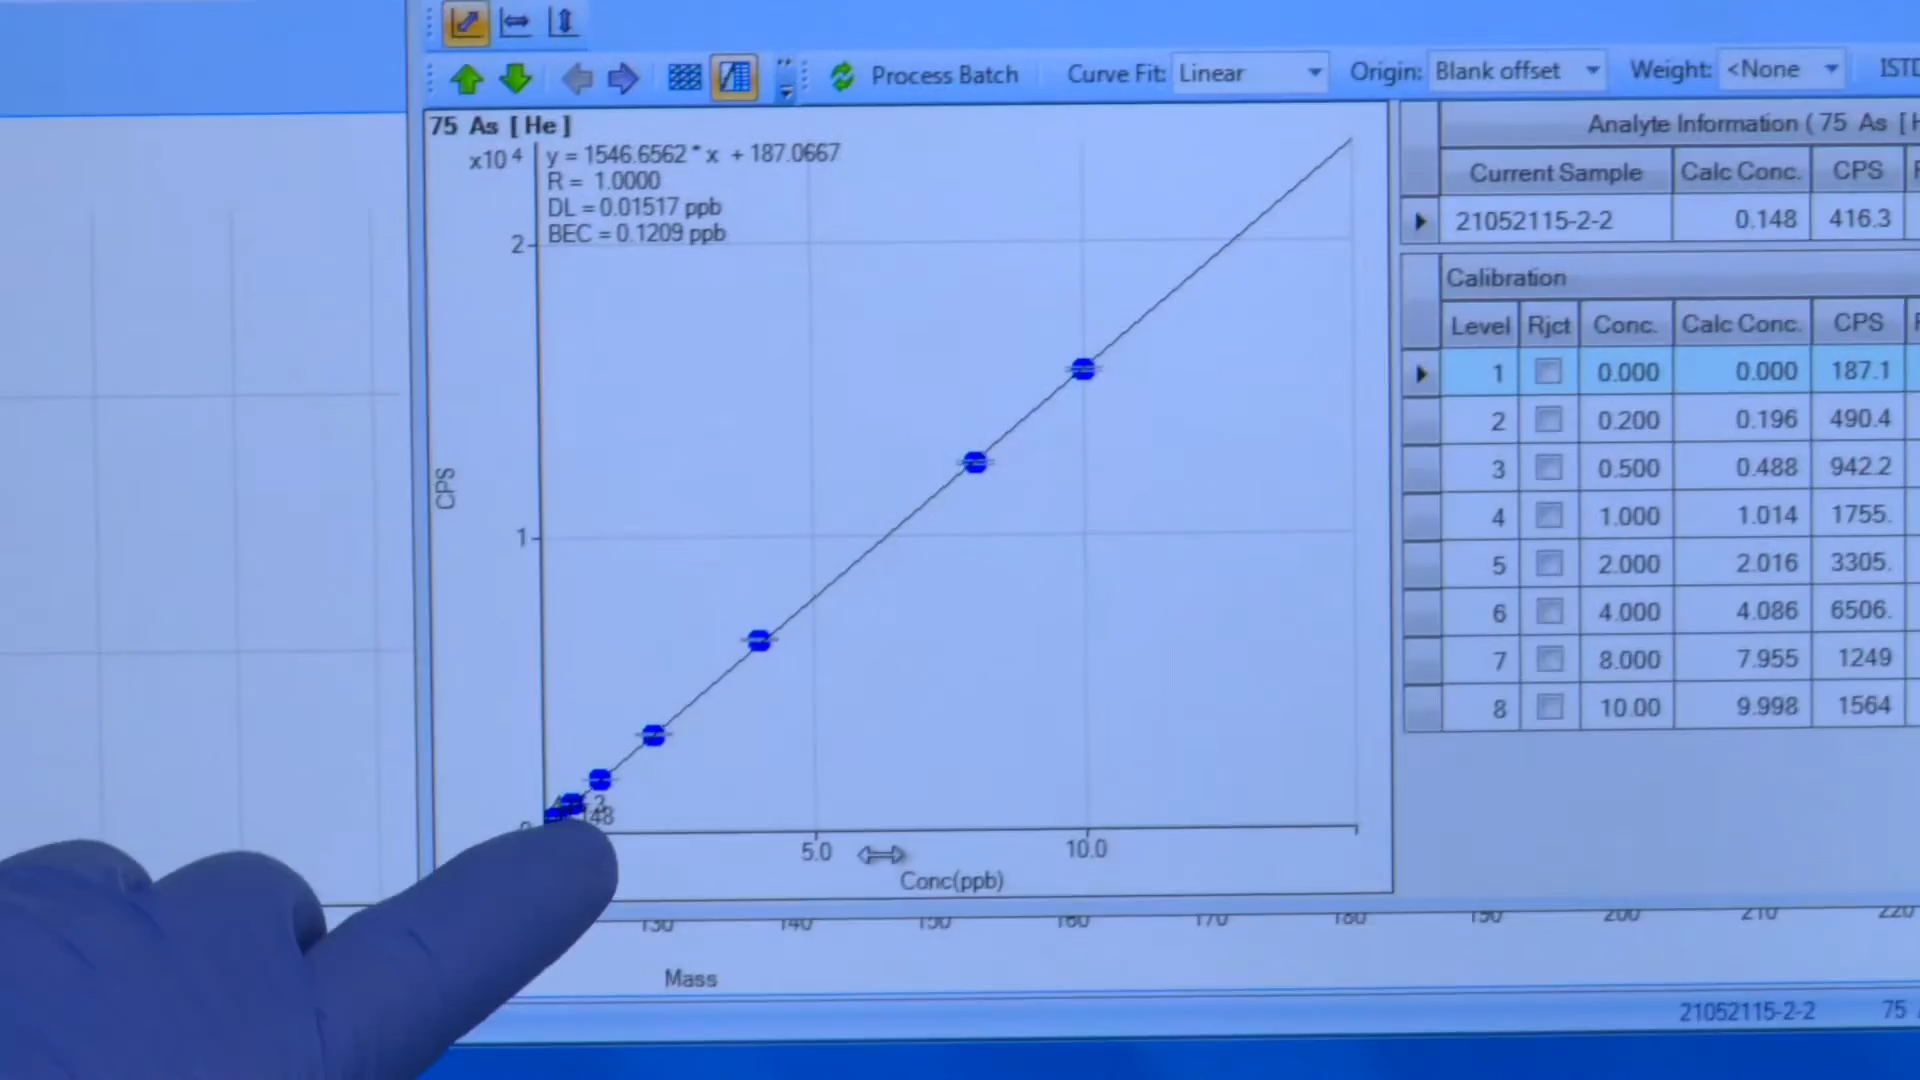 Process Batch Curve Fit: Linear Origin: Blank offset Weight: <None
75 As [He]
x10 4
y = 1546.6562 * x + 187.0667
R = 1.0000
DL = 0.01517 ppb
BEC = 0.1209 ppb
2
1
CPS
5.0 10.0
Conc(ppb)
Analyte Information ( 75 As [
Current Sample Calc Conc. CPS
21052115-2-2 0.148 416.3
Calibration
Level Rjct Conc. Calc Conc. CPS
1 0.000 0.000 187.1
2 0.200 0.196 490.4
3 0.500 0.488 942.2
4 1.000 1.014 1755.
5 2.000 2.016 3305.
6 4.000 4.086 6506.
7 8.000 7.955 1249
8 10.00 9.998 1564
130 140 150 160 170 180 190 200 210 220
Mass
21052115-2-2 75